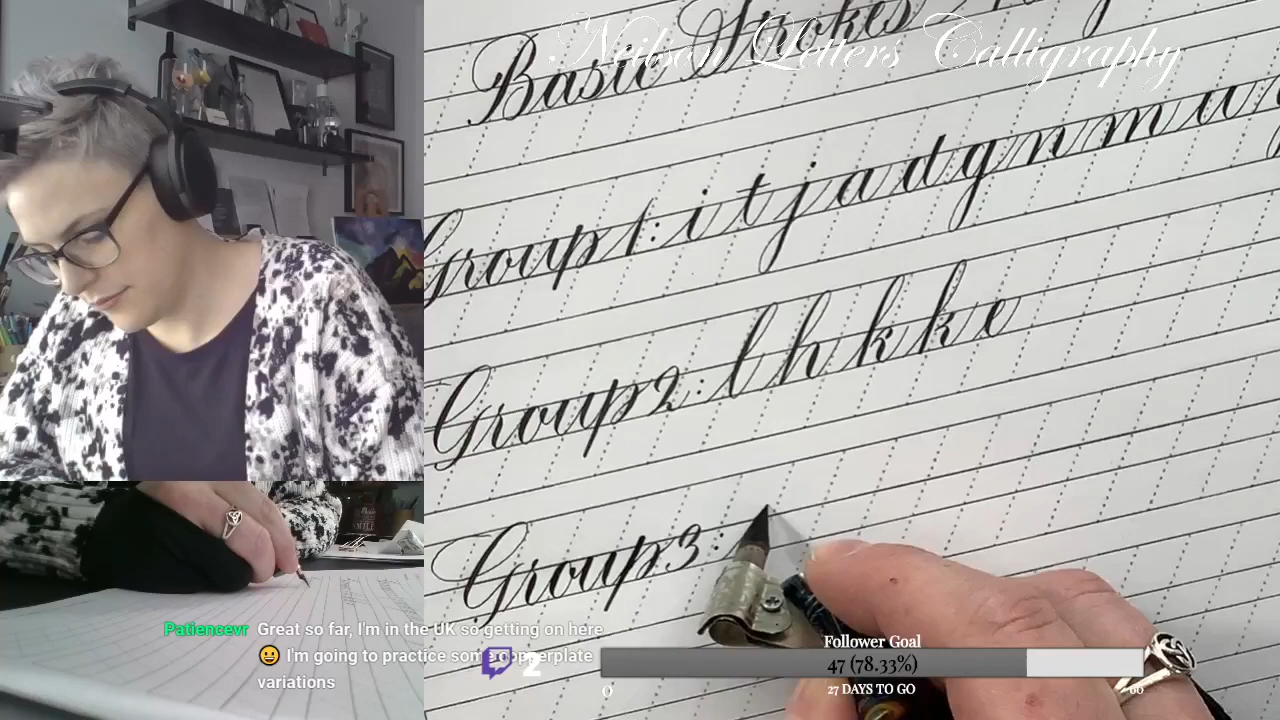 Neilson Letters Calligraphy
Basic Strokes
Group 1: i t j a d g n m u y
Group 2: l h k k e
Group 3:
Patiencevr Great so far, I'm in the UK so getting on here
😀 I'm going to practice some copperplate
variations
2
Follower Goal
47 (78.33%)
0 60
27 DAYS TO GO